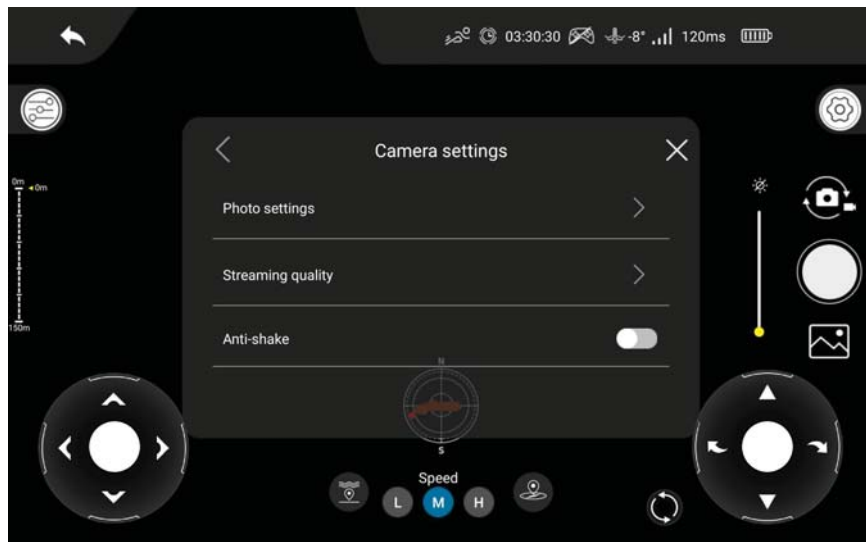 03:30:30 -8° 120ms
Camera settings
0m 0m
Photo settings
Streaming quality
150m
Anti-shake
N
S
Speed
L M H